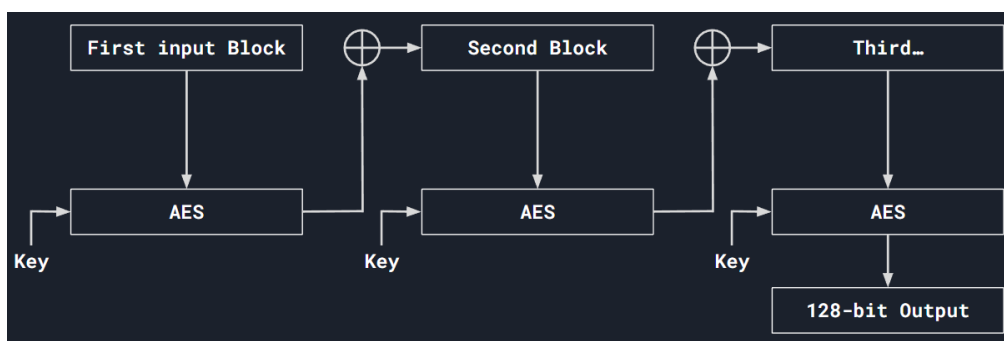 First input Block
Second Block
Third…
AES
AES
AES
Key
Key
Key
128-bit Output